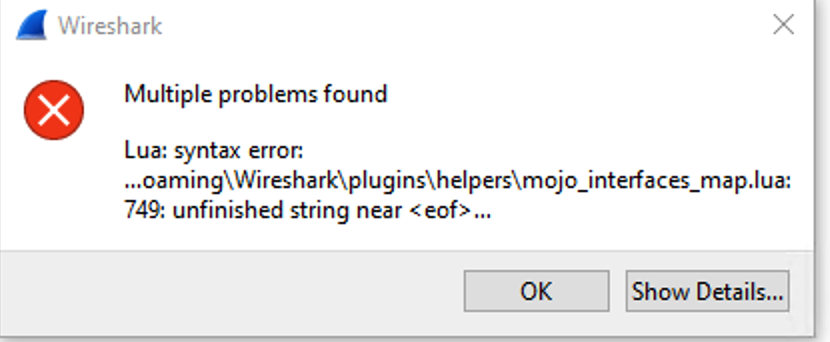 Wireshark
Multiple problems found
Lua: syntax error:
...oaming\Wireshark\plugins\helpers\mojo_interfaces_map.lua:
749: unfinished string near <eof>...
OK
Show Details...